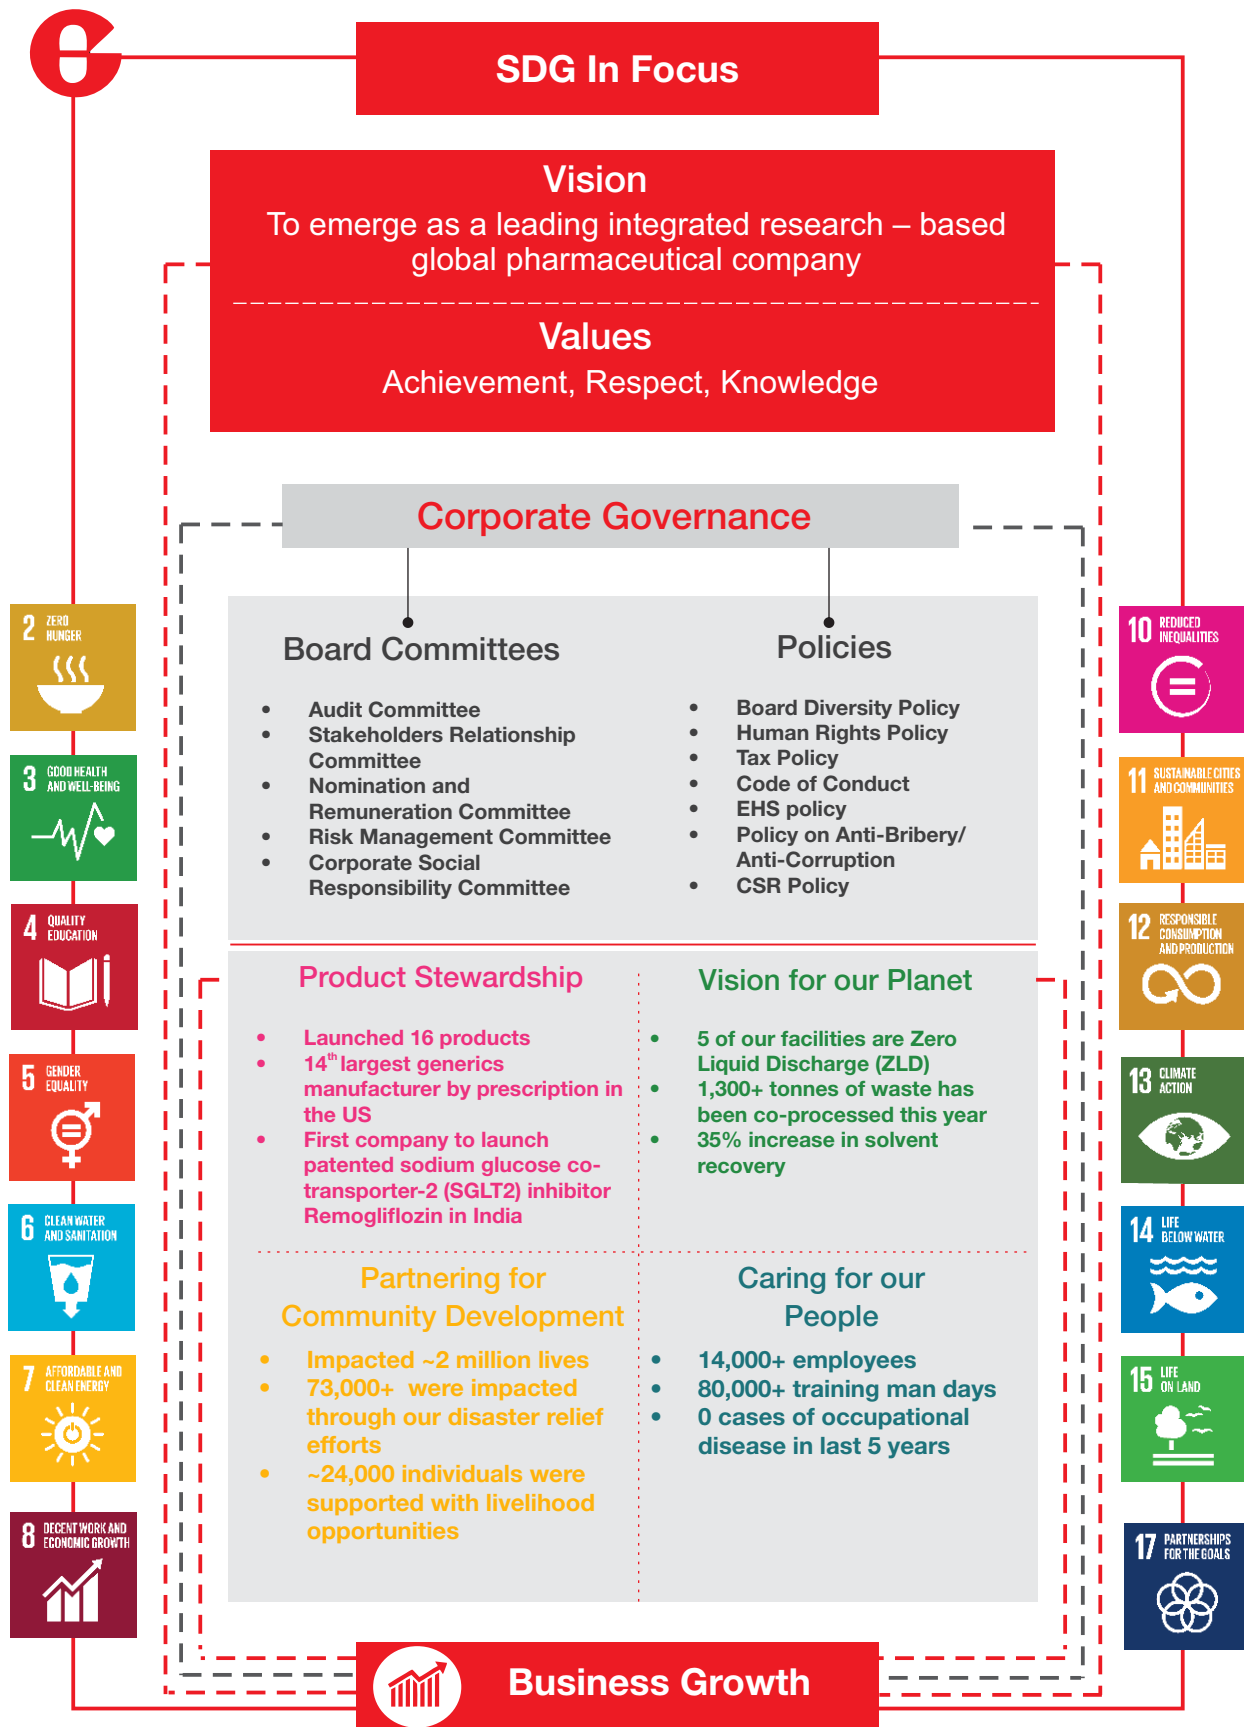 SDG In Focus
Vision
To emerge as a leading integrated research – based
global pharmaceutical company
Values
Achievement, Respect, Knowledge
Corporate Governance
Board Committees
• Audit Committee
• Stakeholders Relationship
Committee
• Nomination and
Remuneration Committee
• Risk Management Committee
• Corporate Social
Responsibility Committee
Policies
• Board Diversity Policy
• Human Rights Policy
• Tax Policy
• Code of Conduct
• EHS policy
• Policy on Anti-Bribery/
Anti-Corruption
• CSR Policy
Product Stewardship
• Launched 16 products
• 14th largest generics
manufacturer by prescription in
the US
• First company to launch
patented sodium glucose co-
transporter-2 (SGLT2) inhibitor
Remogliflozin in India
Vision for our Planet
• 5 of our facilities are Zero
Liquid Discharge (ZLD)
• 1,300+ tonnes of waste has
been co-processed this year
• 35% increase in solvent
recovery
Partnering for
Community Development
• Impacted ~2 million lives
• 73,000+ were impacted
through our disaster relief
efforts
• ~24,000 individuals were
supported with livelihood
opportunities
Caring for our
People
• 14,000+ employees
• 80,000+ training man days
• 0 cases of occupational
disease in last 5 years
Business Growth
2 ZERO
HUNGER
3 GOOD HEALTH
AND WELL-BEING
4 QUALITY
EDUCATION
5 GENDER
EQUALITY
6 CLEAN WATER
AND SANITATION
7 AFFORDABLE AND
CLEAN ENERGY
8 DECENT WORK AND
ECONOMIC GROWTH
10 REDUCED
INEQUALITIES
11 SUSTAINABLE CITIES
AND COMMUNITIES
12 RESPONSIBLE
CONSUMPTION
AND PRODUCTION
13 CLIMATE
ACTION
14 LIFE
BELOW WATER
15 LIFE
ON LAND
17 PARTNERSHIPS
FOR THE GOALS